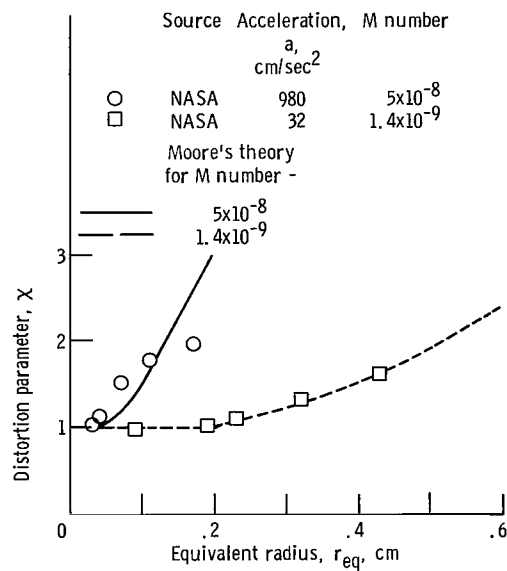 Source Acceleration, M number
a,
cm/sec²
NASA 980 5x10⁻⁸
NASA 32 1.4x10⁻⁹
Moore's theory
for M number -
5x10⁻⁸
1.4x10⁻⁹
3
2
1
Distortion parameter, χ
0 .2 .4 .6
Equivalent radius, r_eq, cm